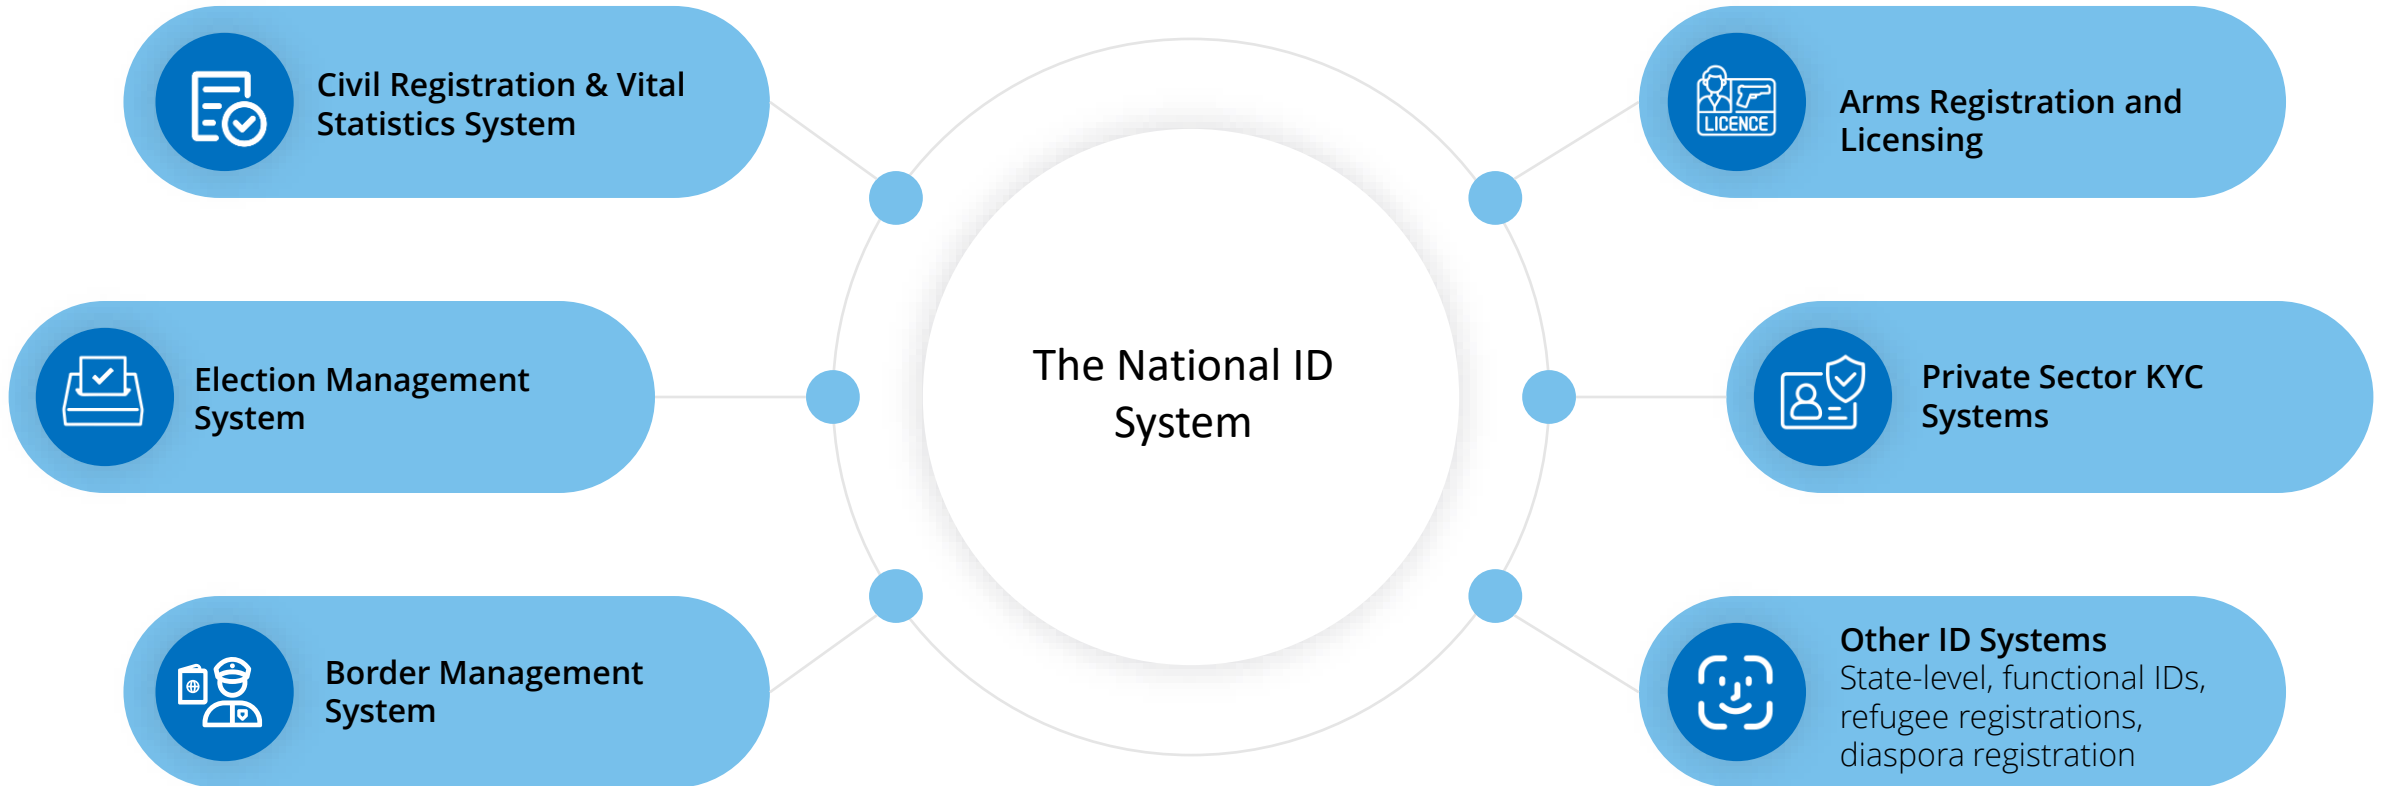 Civil Registration & Vital
Statistics System
Election Management
System
Border Management
System
The National ID
System
LICENCE
Arms Registration and
Licensing
Private Sector KYC
Systems
Other ID Systems
State-level, functional IDs,
refugee registrations,
diaspora registration